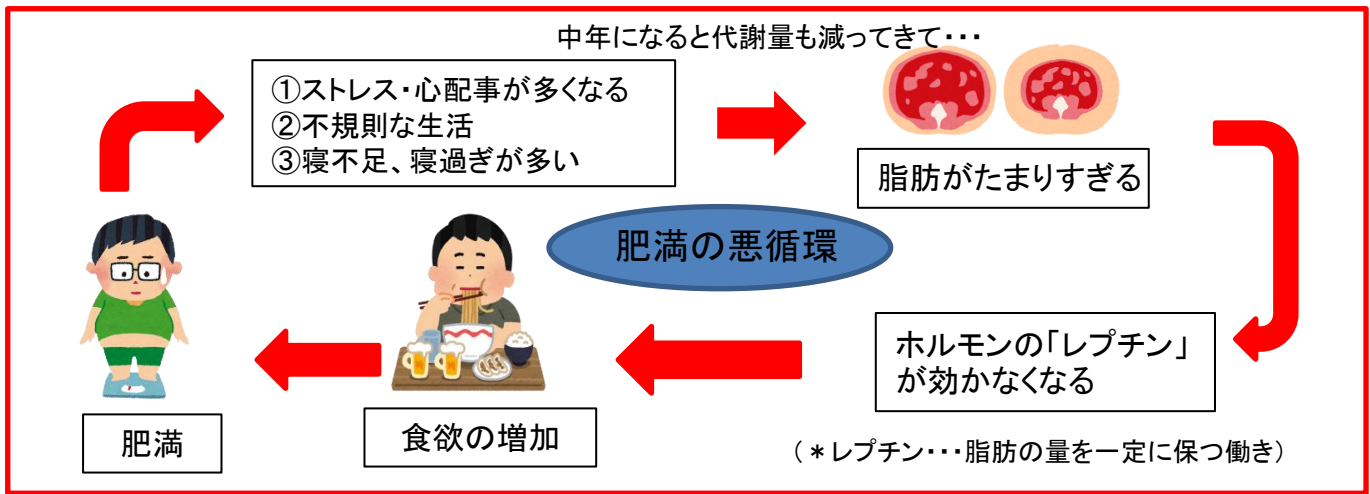 中年になると代謝量も減ってきて・・・
①ストレス・心配事が多くなる
②不規則な生活
③寝不足、寝過ぎが多い
脂肪がたまりすぎる
肥満の悪循環
ホルモンの「レプチン」
が効かなくなる
(*レプチン・・・脂肪の量を一定に保つ働き)
食欲の増加
肥満